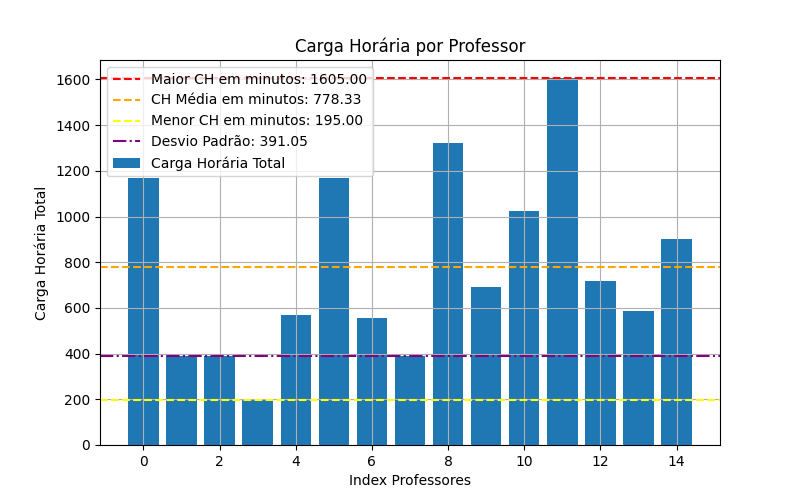 Carga Horária por Professor
Maior CH em minutos: 1605.00
CH Média em minutos: 778.33
Menor CH em minutos: 195.00
Desvio Padrão: 391.05
Carga Horária Total
Carga Horária Total
1600
1400
1200
1000
800
600
400
200
0
0 2 4 6 8 10 12 14
Index Professores